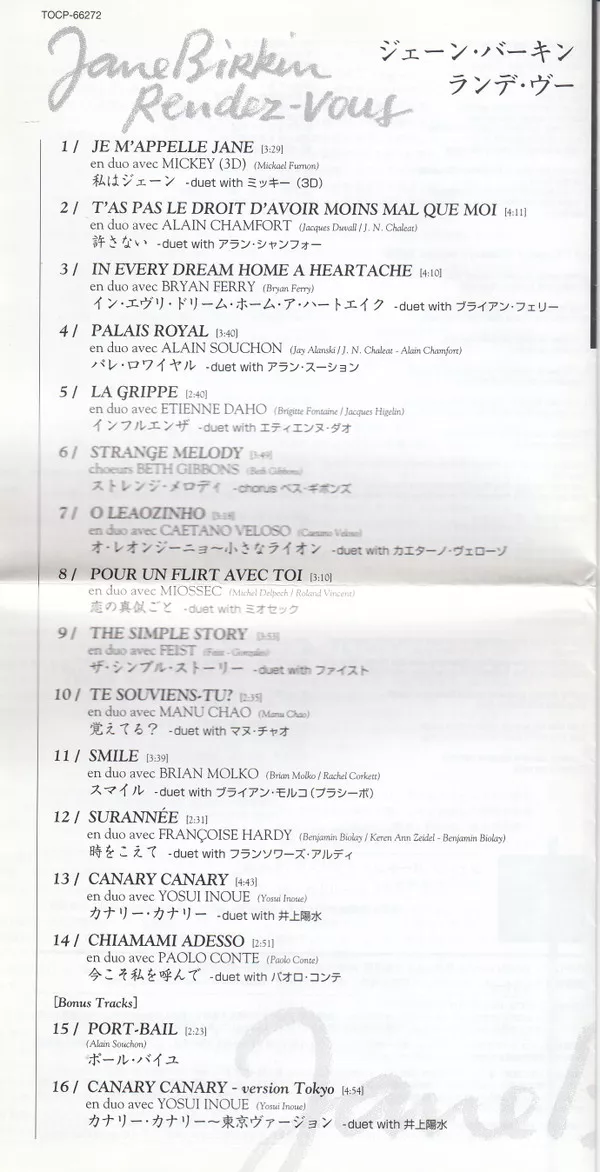 TOCP-66272
Jane Birkin
Rendez-vous
ジェーン・バーキン
ランデ・ヴー
1 / JE M'APPELLE JANE [3:29]
en duo avec MICKEY (3D) (Mickael Furnon)
私はジェーン -duet with ミッキー (3D)
2 / T'AS PAS LE DROIT D'AVOIR MOINS MAL QUE MOI [4:11]
en duo avec ALAIN CHAMFORT (Jacques Duvall / J. N. Chaleat)
許さない -duet with アラン・シャンフォー
3 / IN EVERY DREAM HOME A HEARTACHE [4:10]
en duo avec BRYAN FERRY (Bryan Ferry)
イン・エヴリ・ドリーム・ホーム・ア・ハートエイク -duet with ブライアン・フェリー
4 / PALAIS ROYAL [3:40]
en duo avec ALAIN SOUCHON (Jay Alanski / J. N. Chaleat - Alain Chamfort)
パレ・ロワイヤル -duet with アラン・スーション
5 / LA GRIPPE [2:40]
en duo avec ETIENNE DAHO (Brigitte Fontaine / Jacques Higelin)
インフルエンザ -duet with エティエンヌ・ダオ
6 / STRANGE MELODY [3:49]
choeurs BETH GIBBONS (Beth Gibbons)
ストレンジ・メロディ -chorus ベス・ギボンズ
7 / O LEAOZINHO [3:18]
en duo avec CAETANO VELOSO (Caetano Veloso)
オ・レオンジーニョ〜小さなライオン -duet with カエターノ・ヴェローゾ
8 / POUR UN FLIRT AVEC TOI [3:10]
en duo avec MIOSSEC (Michel Delpech / Roland Vincent)
恋の真似ごと -duet with ミオセック
9 / THE SIMPLE STORY [3:53]
en duo avec FEIST (Feist - Gonzales)
ザ・シンプル・ストーリー -duet with ファイスト
10 / TE SOUVIENS-TU? [2:35]
en duo avec MANU CHAO (Manu Chao)
覚えてる? -duet with マヌ・チャオ
11 / SMILE [3:39]
en duo avec BRIAN MOLKO (Brian Molko / Rachel Corkett)
スマイル -duet with ブライアン・モルコ(プラシーボ)
12 / SURANNÉE [2:31]
en duo avec FRANÇOISE HARDY (Benjamin Biolay / Keren Ann Zeidel - Benjamin Biolay)
時をこえて -duet with フランソワーズ・アルディ
13 / CANARY CANARY [4:43]
en duo avec YOSUI INOUE (Yosui Inoue)
カナリー・カナリー -duet with 井上陽水
14 / CHIAMAMI ADESSO [2:51]
en duo avec PAOLO CONTE (Paolo Conte)
今こそ私を呼んで -duet with パオロ・コンテ
[Bonus Tracks]
15 / PORT-BAIL [2:23]
(Alain Souchon)
ポール・バイユ
16 / CANARY CANARY - version Tokyo [4:54]
en duo avec YOSUI INOUE (Yosui Inoue)
カナリー・カナリー〜東京ヴァージョン -duet with 井上陽水